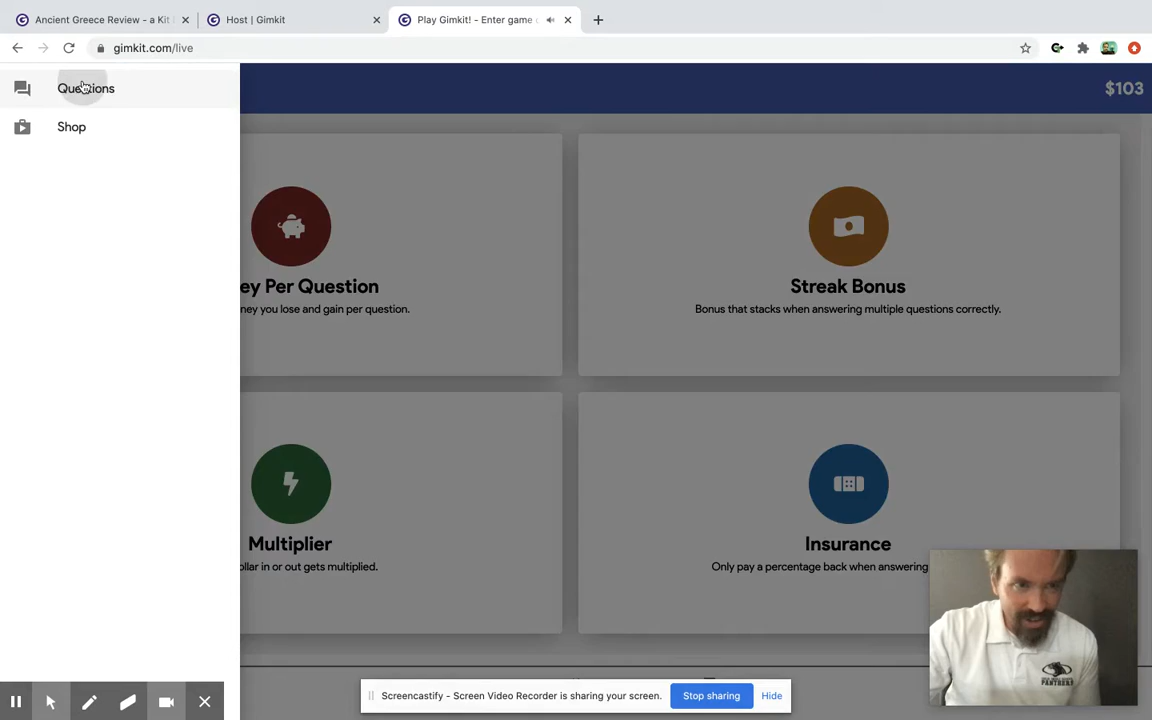 Ancient Greece Review - a Kit
Host | Gimkit
Play Gimkit! - Enter game
gimkit.com/live
Questions
$103
Shop
ey Per Question
ney you lose and gain per question.
Streak Bonus
Bonus that stacks when answering multiple questions correctly.
Multiplier
ollar in or out gets multiplied.
Insurance
Only pay a percentage back when answering
PANTHERS
Screencastify - Screen Video Recorder is sharing your screen.
Stop sharing
Hide